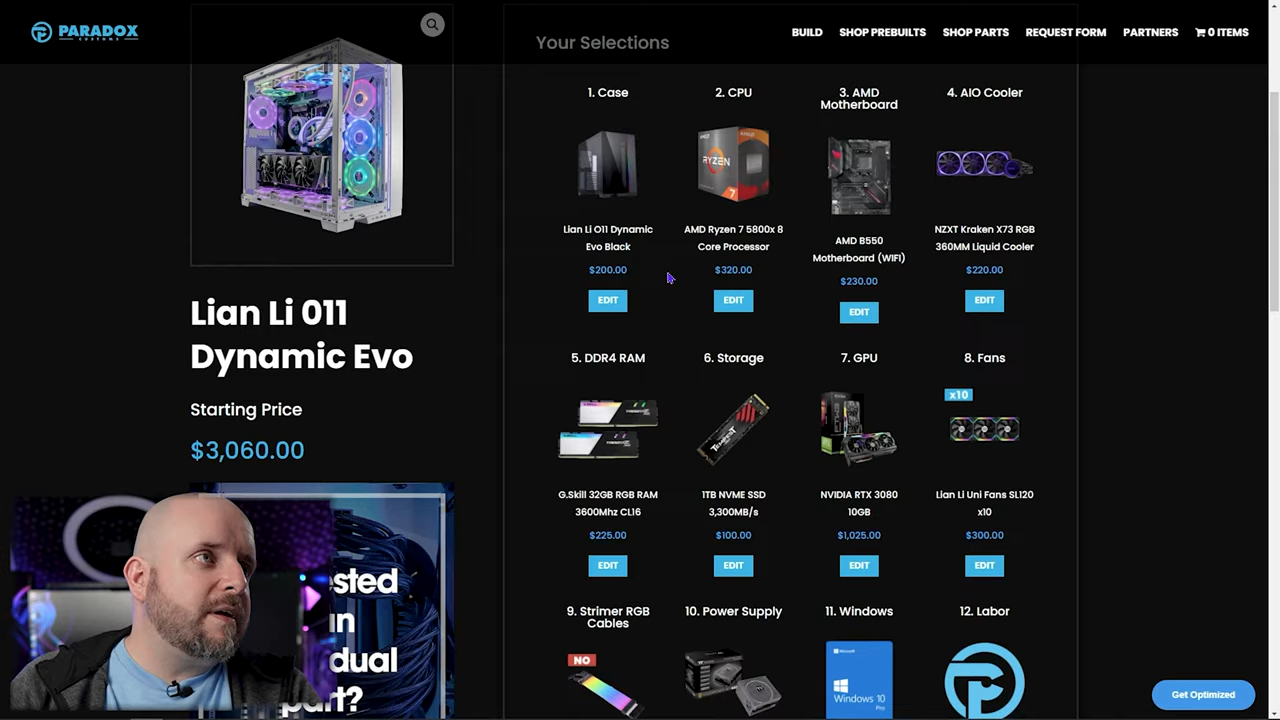 PARADOX
CUSTOMS
BUILD
SHOP PREBUILTS
SHOP PARTS
REQUEST FORM
PARTNERS
0 ITEMS
Your Selections
1. Case
2. CPU
3. AMD
Motherboard
4. AIO Cooler
RYZEN
7
Lian Li O11 Dynamic
Evo Black
$200.00
EDIT
AMD Ryzen 7 5800x 8
Core Processor
$320.00
EDIT
AMD B550
Motherboard (WIFI)
$230.00
EDIT
NZXT Kraken X73 RGB
360MM Liquid Cooler
$220.00
EDIT
Lian Li 011
Dynamic Evo
Starting Price
$3,060.00
5. DDR4 RAM
6. Storage
7. GPU
8. Fans
x10
G.Skill 32GB RGB RAM
3600Mhz CL16
$225.00
EDIT
1TB NVME SSD
3,300MB/s
$100.00
EDIT
NVIDIA RTX 3080
10GB
$1,025.00
EDIT
Lian Li Uni Fans SL120
x10
$300.00
EDIT
9. Strimer RGB
Cables
10. Power Supply
11. Windows
12. Labor
NO
Microsoft
Windows 10
Pro
Get Optimized